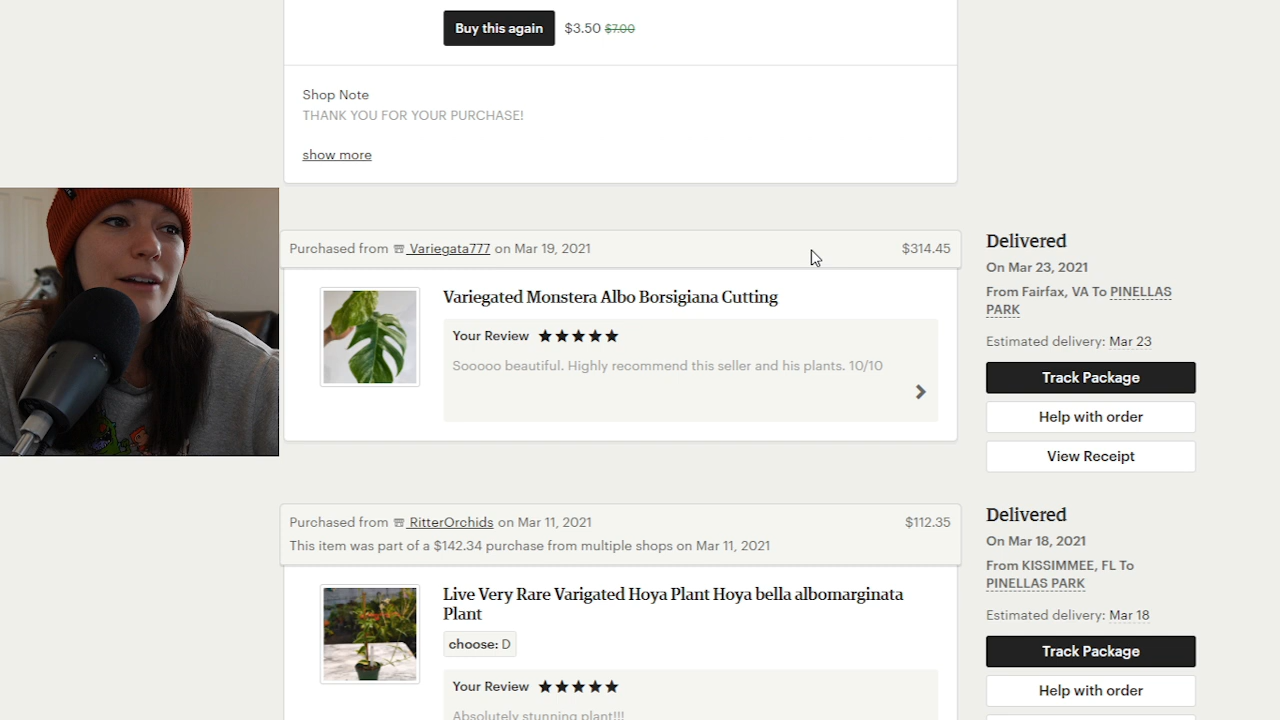 Buy this again $3.50 $7.00
Shop Note
THANK YOU FOR YOUR PURCHASE!
show more
Purchased from Variegata777 on Mar 19, 2021 $314.45
Variegated Monstera Albo Borsigiana Cutting
Your Review
Sooooo beautiful. Highly recommend this seller and his plants. 10/10
Delivered
On Mar 23, 2021
From Fairfax, VA To PINELLAS
PARK
Estimated delivery: Mar 23
Track Package
Help with order
View Receipt
Purchased from RitterOrchids on Mar 11, 2021 $112.35
This item was part of a $142.34 purchase from multiple shops on Mar 11, 2021
Live Very Rare Varigated Hoya Plant Hoya bella albomarginata
Plant
choose: D
Your Review
Absolutely stunning plant!!!
Delivered
On Mar 18, 2021
From KISSIMMEE, FL To
PINELLAS PARK
Estimated delivery: Mar 18
Track Package
Help with order